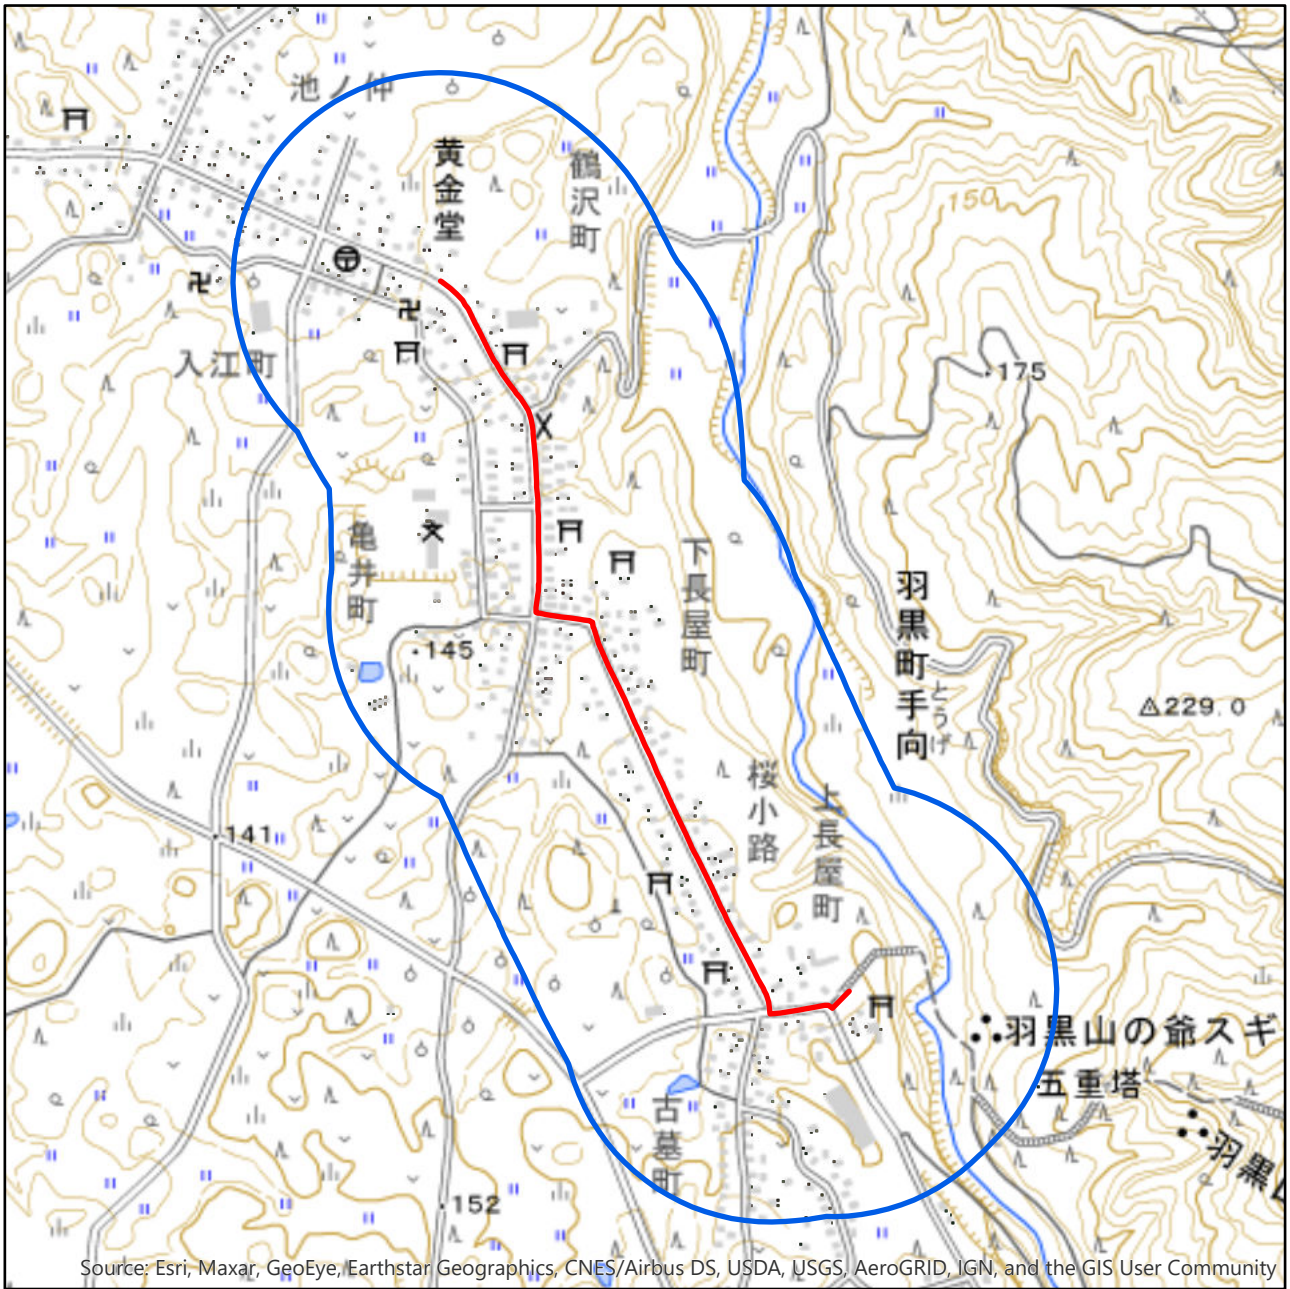 池ノ仲
黄金堂
鶴沢町
150
入江町
175
亀井町
下長屋町
羽黒町手向
とうげ
145
229.0
桜小路
上長屋町
141
羽黒山の爺スギ
五重塔
古墓町
羽黒山
152
Source: Esri, Maxar, GeoEye, Earthstar Geographics, CNES/Airbus DS, USDA, USGS, AeroGRID, IGN, and the GIS User Community